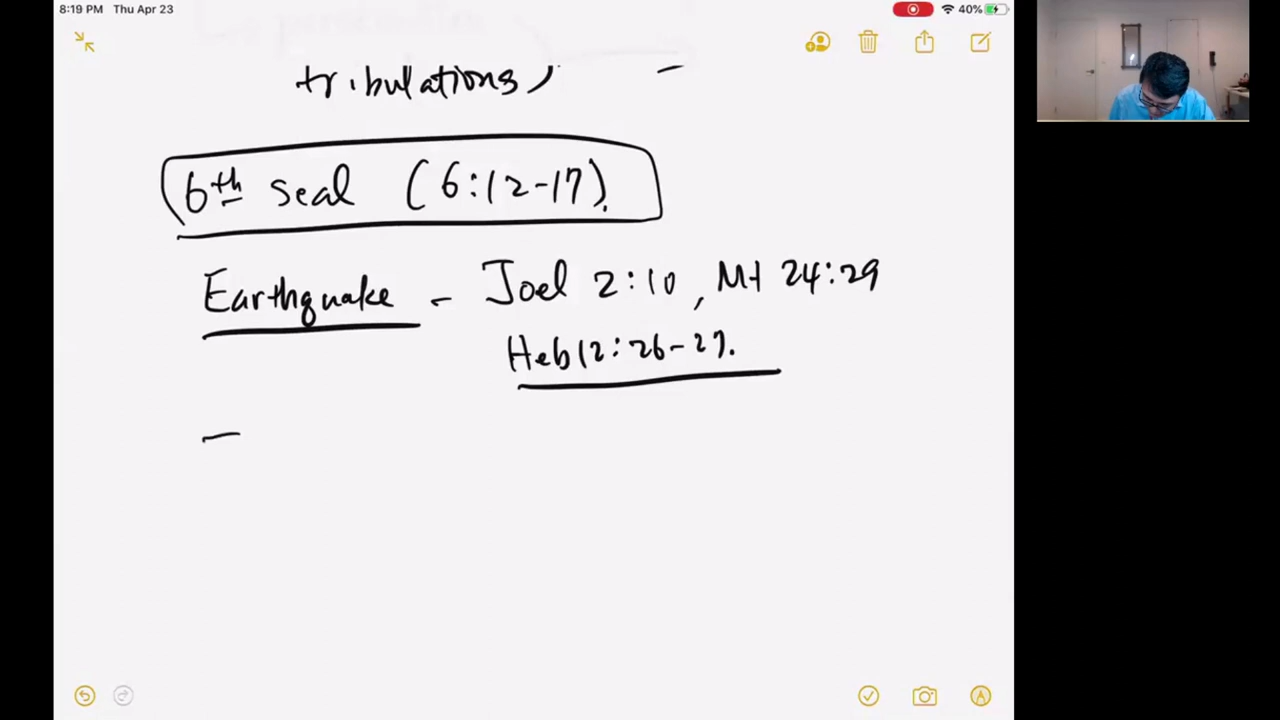 8:19 PM Thu Apr 23
40%
tribulations, –
6th seal (6:12-17).
Earthquake - Joel 2:10, Mt 24:29
Heb 12:26-27.
—